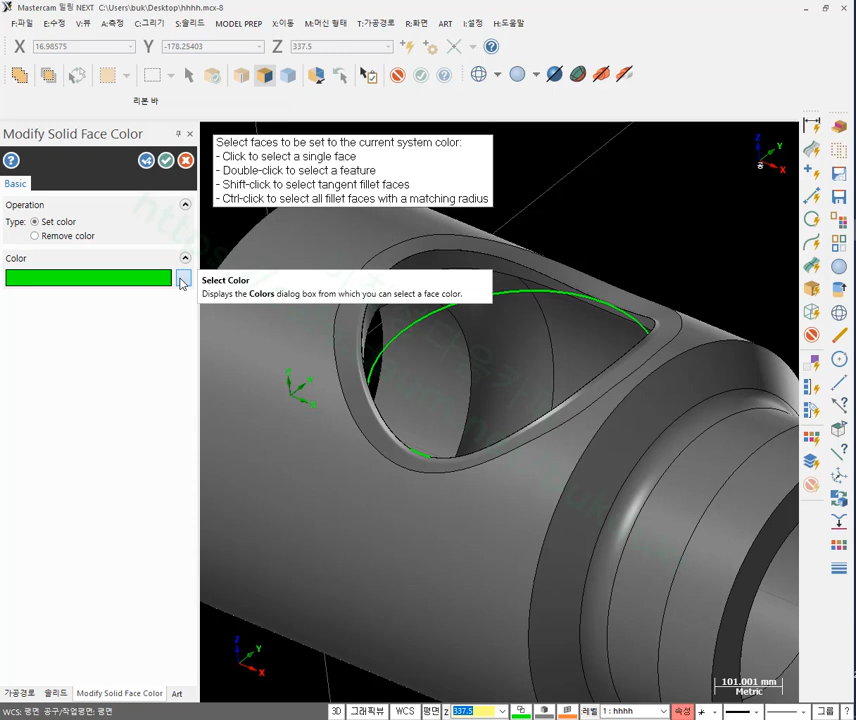 Mastercam 밀링 NEXT C:\Users\buk\Desktop\hhhh.mcx-8
F:파일 E:수정 V:뷰 A:측정 C:그리기 S:솔리드 MODEL PREP X:이동 M:머신 형태 T:가공경로 R:화면 ART I:설정 H:도움말
X 16.98575 Y -178.25403 Z 337.5
리본 바
Modify Solid Face Color
Basic
Operation
Type: Set color
Remove color
Color
Select faces to be set to the current system color:
- Click to select a single face
- Double-click to select a feature
- Shift-click to select tangent fillet faces
- Ctrl-click to select all fillet faces with a matching radius
Select Color
Displays the Colors dialog box from which you can select a face color.
Z
Y
X
Z
Y
X
101.001 mm
Metric
가공경로 솔리드 Modify Solid Face Color Art
WCS: 평면 공구/작업평면: 평면
3D 그래픽뷰 WCS 평면 Z 337.5 레벨 1 : hhhh 속성 그룹 ?